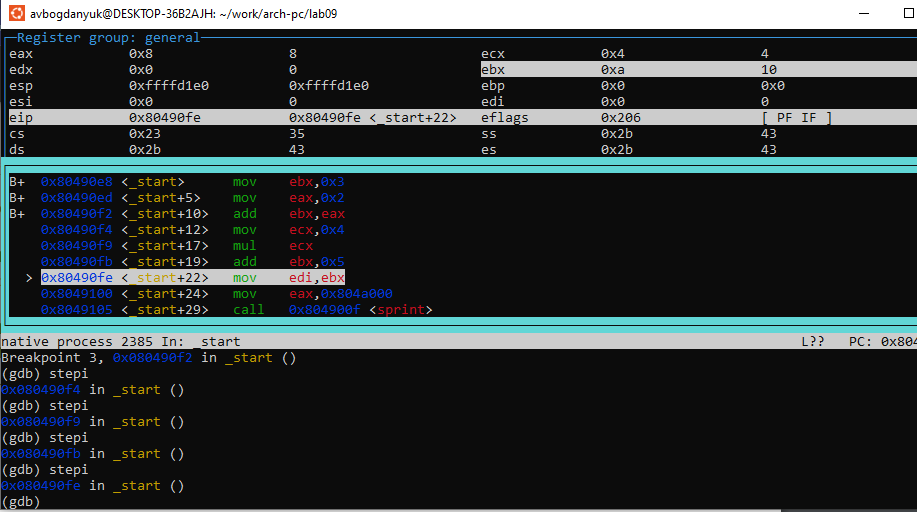 avbogdanyuk@DESKTOP-36B2AJH: ~/work/arch-pc/lab09
Register group: general
eax 0x8 8 ecx 0x4 4
edx 0x0 0 ebx 0xa 10
esp 0xffffd1e0 0xffffd1e0 ebp 0x0 0x0
esi 0x0 0 edi 0x0 0
eip 0x80490fe 0x80490fe <_start+22> eflags 0x206 [ PF IF ]
cs 0x23 35 ss 0x2b 43
ds 0x2b 43 es 0x2b 43
B+ 0x80490e8 <_start> mov ebx,0x3
B+ 0x80490ed <_start+5> mov eax,0x2
B+ 0x80490f2 <_start+10> add ebx,eax
0x80490f4 <_start+12> mov ecx,0x4
0x80490f9 <_start+17> mul ecx
0x80490fb <_start+19> add ebx,0x5
> 0x80490fe <_start+22> mov edi,ebx
0x8049100 <_start+24> mov eax,0x804a000
0x8049105 <_start+29> call 0x804900f <sprint>
native process 2385 In: _start L?? PC: 0x804
Breakpoint 3, 0x080490f2 in _start ()
(gdb) stepi
0x080490f4 in _start ()
(gdb) stepi
0x080490f9 in _start ()
(gdb) stepi
0x080490fb in _start ()
(gdb) stepi
0x080490fe in _start ()
(gdb)